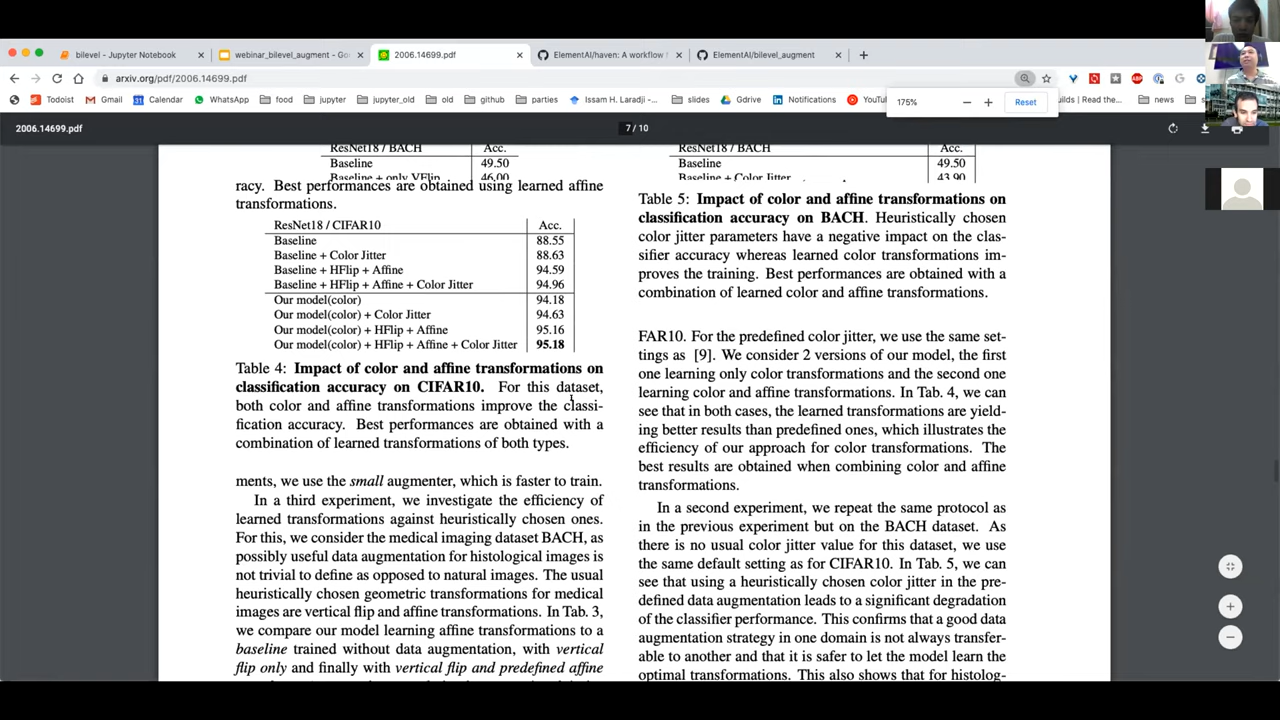 bilevel - Jupyter Notebook
webinar_bilevel_augment - Go
2006.14699.pdf
ElementAI/haven: A workflow
ElementAI/bilevel_augment
arxiv.org/pdf/2006.14699.pdf
Todoist
Gmail
Calendar
WhatsApp
food
jupyter
jupyter_old
old
github
parties
Issam H. Laradji -...
slides
Gdrive
Notifications
YouTu
uilds | Read the
news
175%
Reset
2006.14699.pdf
7 / 10
ResNet18 / BACH Acc.
Baseline 49.50
Baseline + only VFlip 46.00
racy. Best performances are obtained using learned affine
transformations.
ResNet18 / CIFAR10 Acc.
Baseline 88.55
Baseline + Color Jitter 88.63
Baseline + HFlip + Affine 94.59
Baseline + HFlip + Affine + Color Jitter 94.96
Our model(color) 94.18
Our model(color) + Color Jitter 94.63
Our model(color) + HFlip + Affine 95.16
Our model(color) + HFlip + Affine + Color Jitter 95.18
Table 4: Impact of color and affine transformations on
classification accuracy on CIFAR10. For this dataset,
both color and affine transformations improve the classi-
fication accuracy. Best performances are obtained with a
combination of learned transformations of both types.
ments, we use the small augmenter, which is faster to train.
In a third experiment, we investigate the efficiency of
learned transformations against heuristically chosen ones.
For this, we consider the medical imaging dataset BACH, as
possibly useful data augmentation for histological images is
not trivial to define as opposed to natural images. The usual
heuristically chosen geometric transformations for medical
images are vertical flip and affine transformations. In Tab. 3,
we compare our model learning affine transformations to a
baseline trained without data augmentation, with vertical
flip only and finally with vertical flip and predefined affine
ResNet18 / BACH Acc.
Baseline 49.50
Baseline + Color Jitter 43.90
Table 5: Impact of color and affine transformations on
classification accuracy on BACH. Heuristically chosen
color jitter parameters have a negative impact on the clas-
sifier accuracy whereas learned color transformations im-
proves the training. Best performances are obtained with a
combination of learned color and affine transformations.
FAR10. For the predefined color jitter, we use the same set-
tings as [9]. We consider 2 versions of our model, the first
one learning only color transformations and the second one
learning color and affine transformations. In Tab. 4, we can
see that in both cases, the learned transformations are yield-
ing better results than predefined ones, which illustrates the
efficiency of our approach for color transformations. The
best results are obtained when combining color and affine
transformations.
In a second experiment, we repeat the same protocol as
in the previous experiment but on the BACH dataset. As
there is no usual color jitter value for this dataset, we use
the same default setting as for CIFAR10. In Tab. 5, we can
see that using a heuristically chosen color jitter in the pre-
defined data augmentation leads to a significant degradation
of the classifier performance. This confirms that a good data
augmentation strategy in one domain is not always transfer-
able to another and that it is safer to let the model learn the
optimal transformations. This also shows that for histolog-